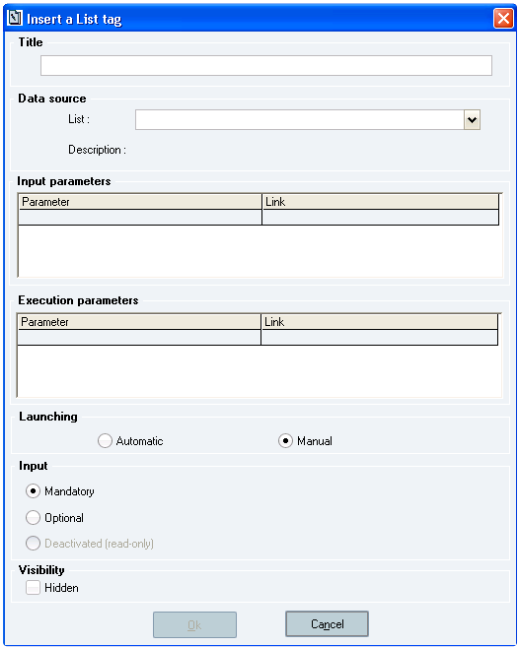 Insert a List tag
Title
Data source
List :
Description :
Input parameters
Parameter Link
Execution parameters
Parameter Link
Launching
Automatic Manual
Input
Mandatory
Optional
Deactivated (read-only)
Visibility
Hidden
Ok Cancel